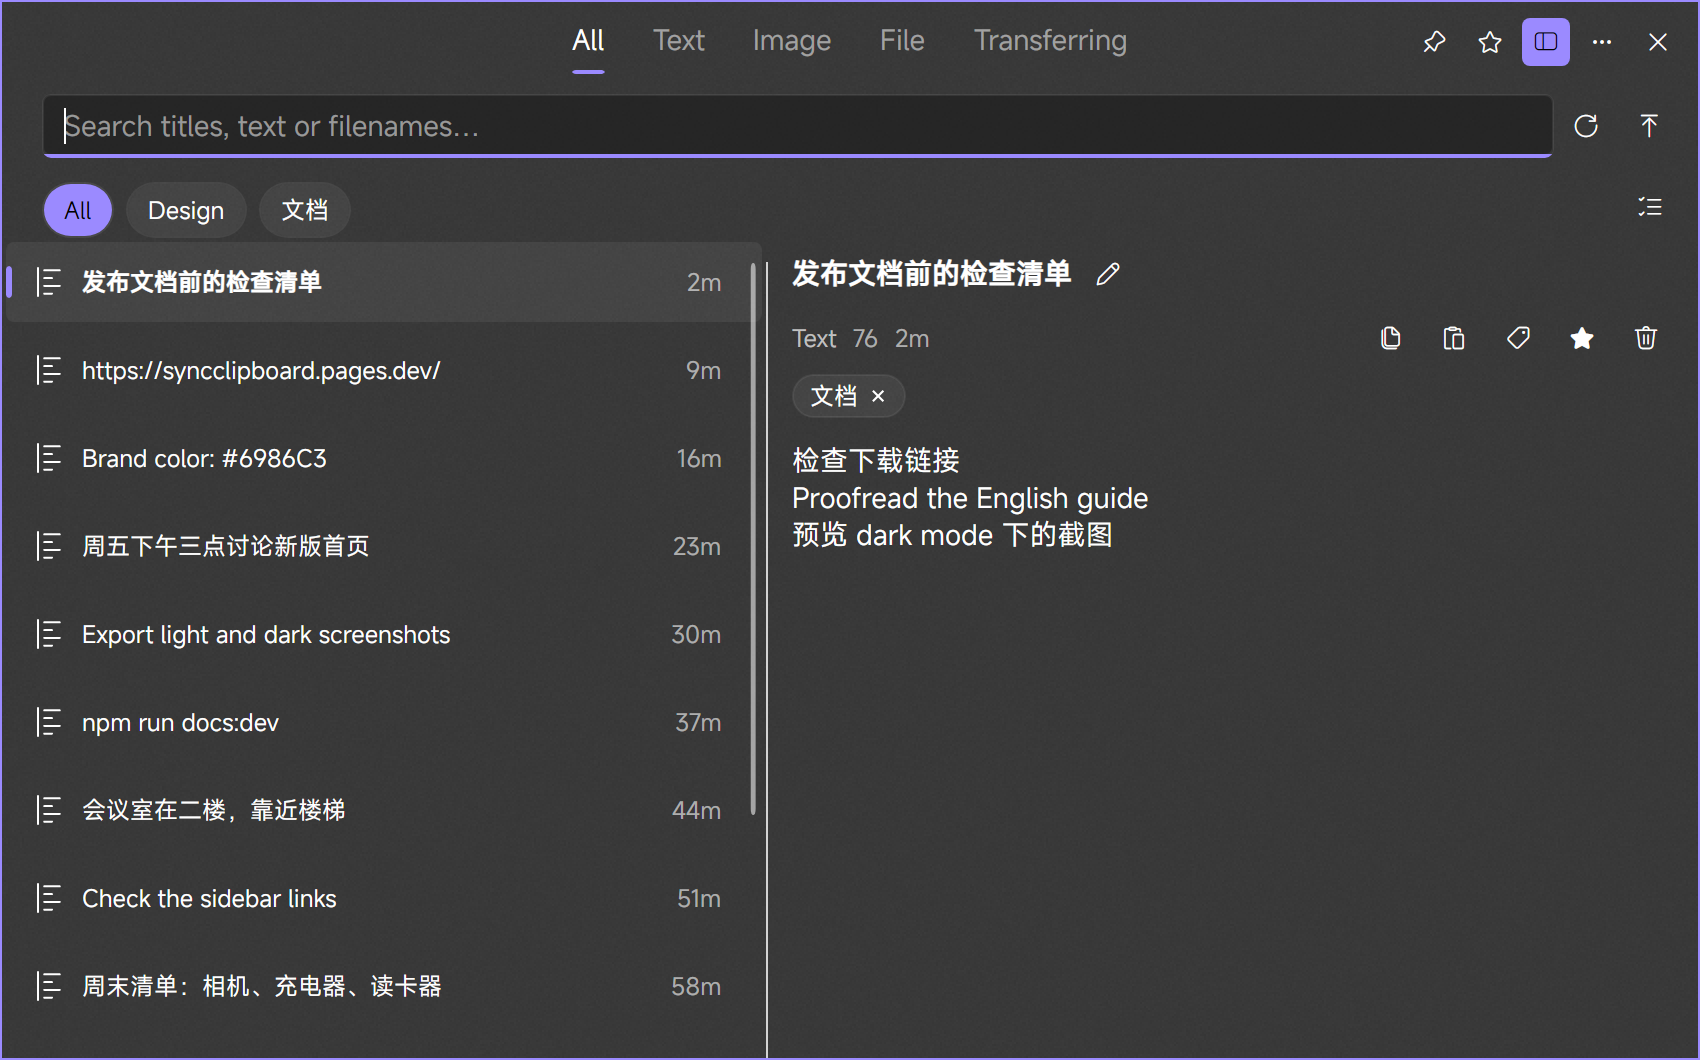 All Text Image File Transferring
Search titles, text or filenames...
All Design 文档
发布文档前的检查清单 2m
https://syncclipboard.pages.dev/ 9m
Brand color: #6986C3 16m
周五下午三点讨论新版首页 23m
Export light and dark screenshots 30m
npm run docs:dev 37m
会议室在二楼，靠近楼梯 44m
Check the sidebar links 51m
周末清单：相机、充电器、读卡器 58m
发布文档前的检查清单
Text 76 2m
文档 ×
检查下载链接
Proofread the English guide
预览 dark mode 下的截图